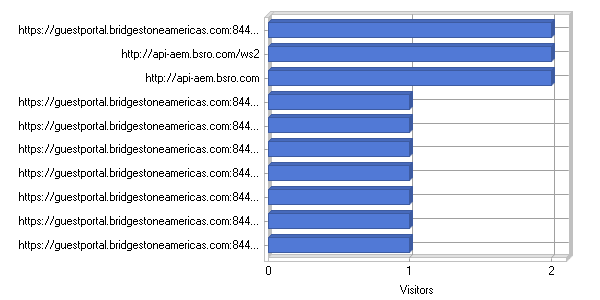 https://guestportal.bridgestoneamericas.com:844...
http://api-aem.bsro.com/ws2
http://api-aem.bsro.com
https://guestportal.bridgestoneamericas.com:844...
https://guestportal.bridgestoneamericas.com:844...
https://guestportal.bridgestoneamericas.com:844...
https://guestportal.bridgestoneamericas.com:844...
https://guestportal.bridgestoneamericas.com:844...
https://guestportal.bridgestoneamericas.com:844...
https://guestportal.bridgestoneamericas.com:844...
0 1 2
Visitors